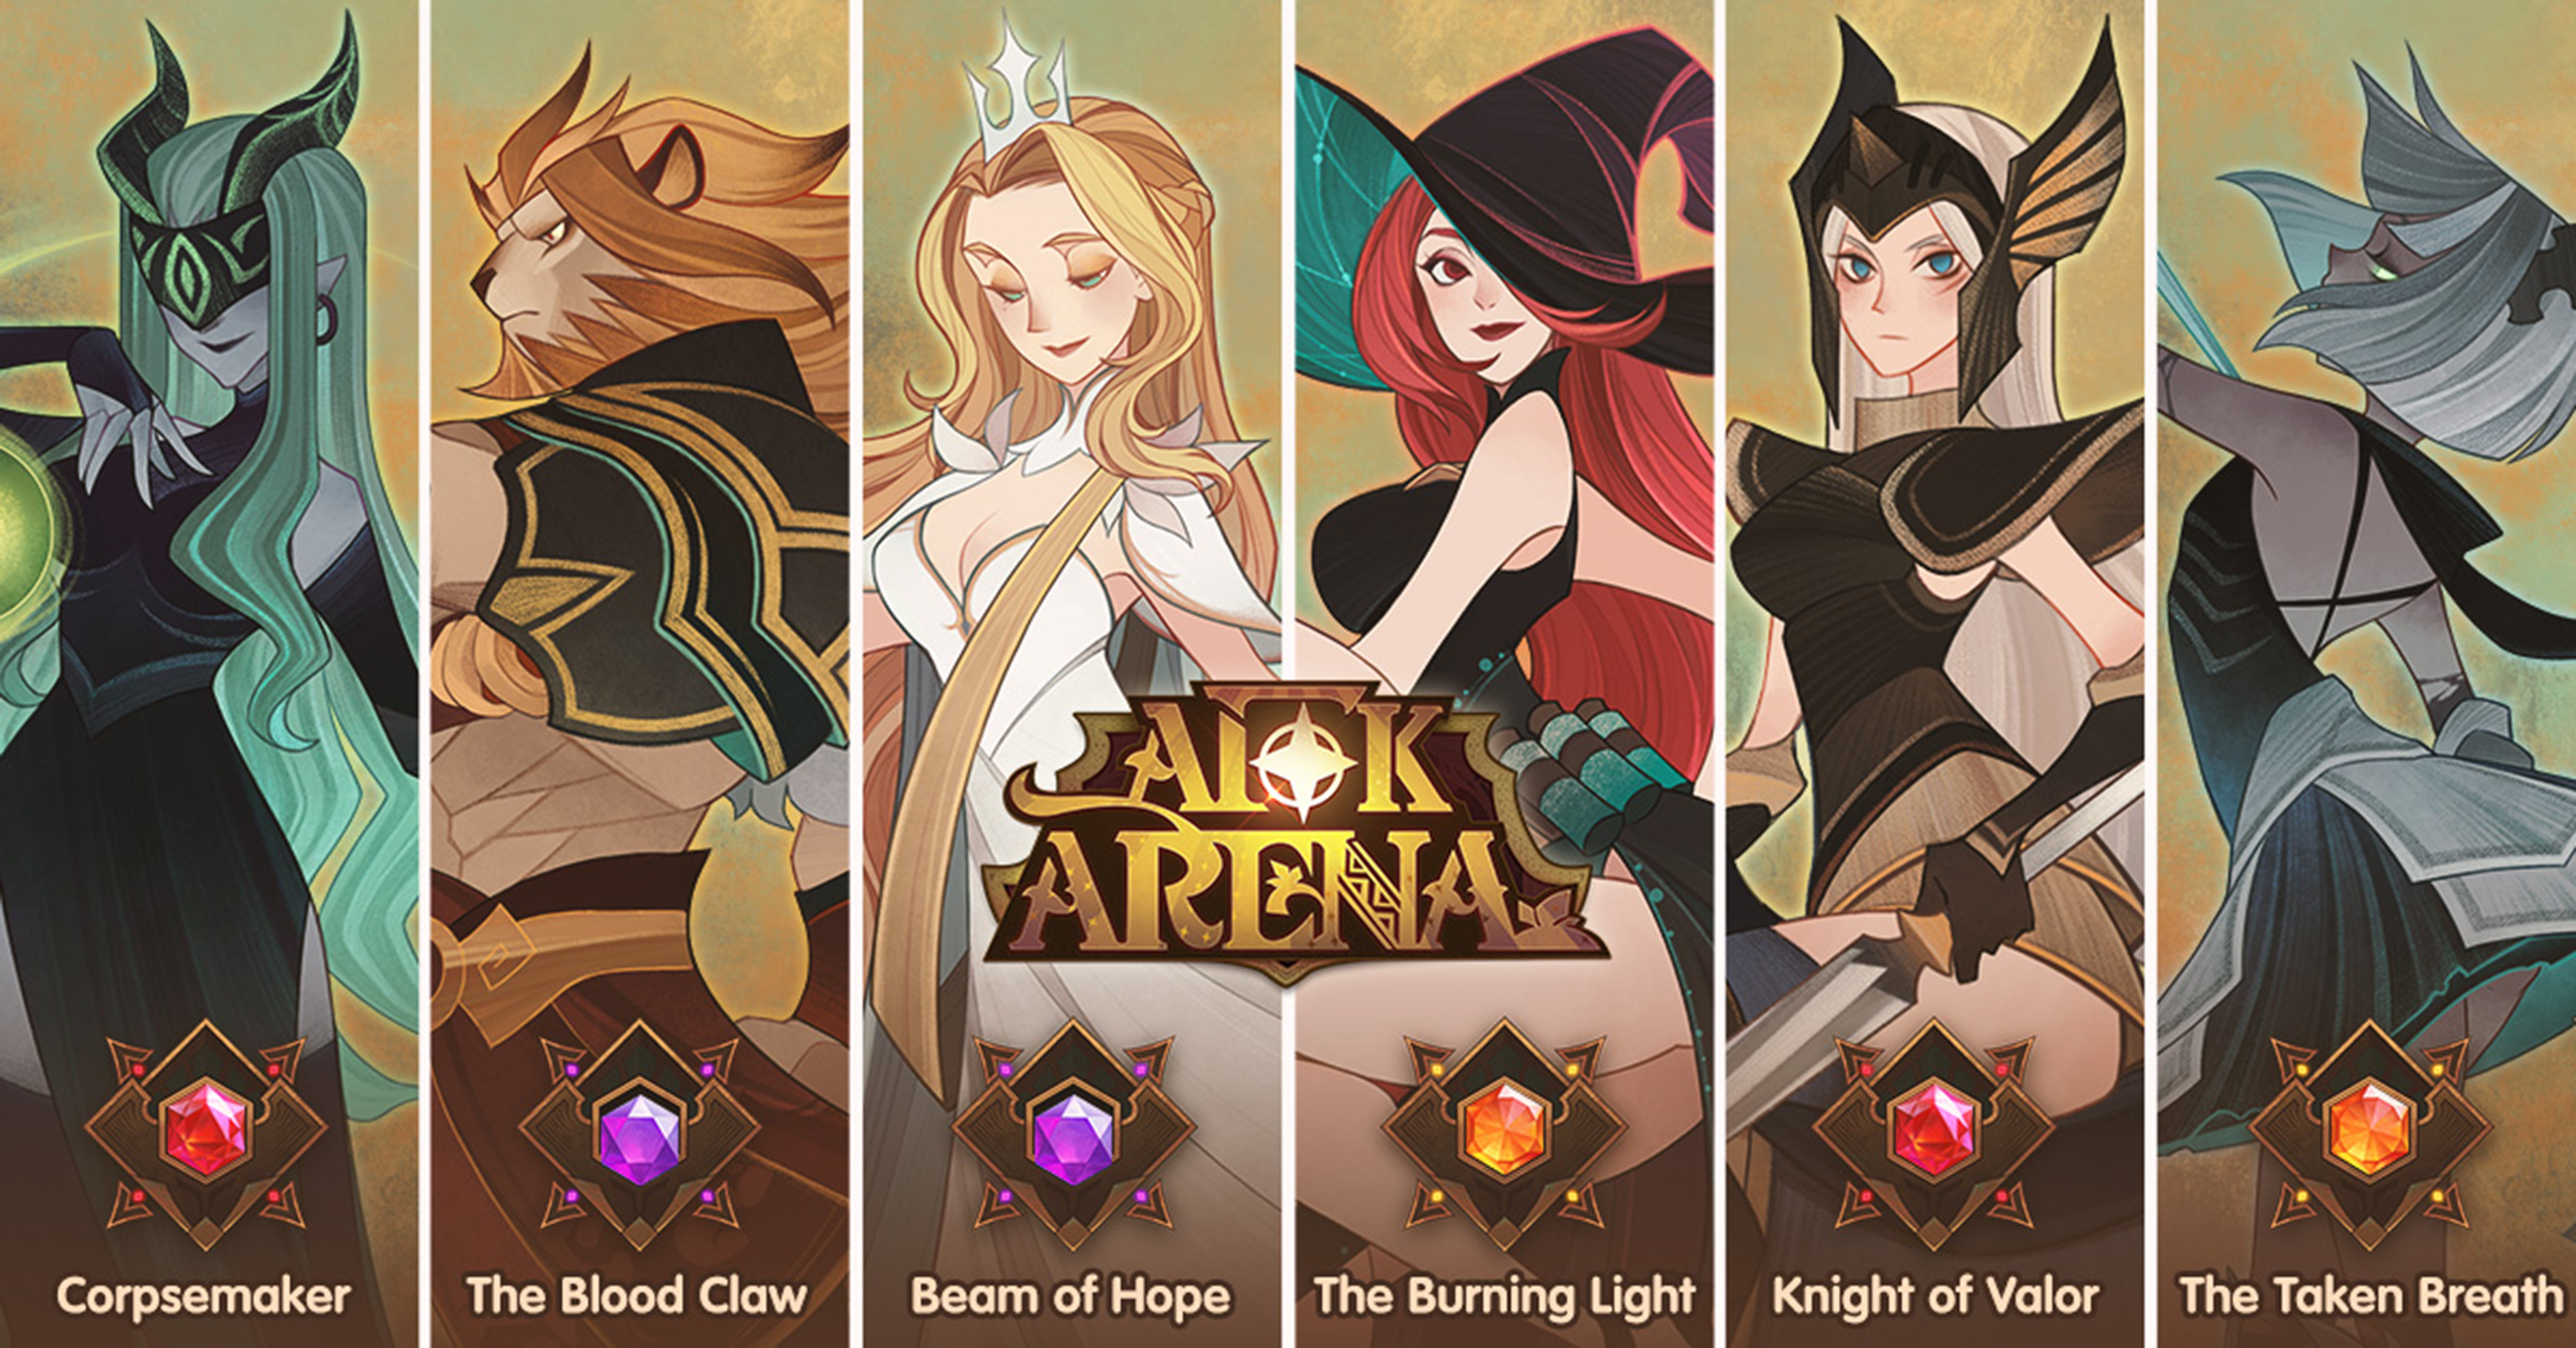 AFK
ARENA
Corpsemaker
The Blood Claw
Beam of Hope
The Burning Light
Knight of Valor
The Taken Breath